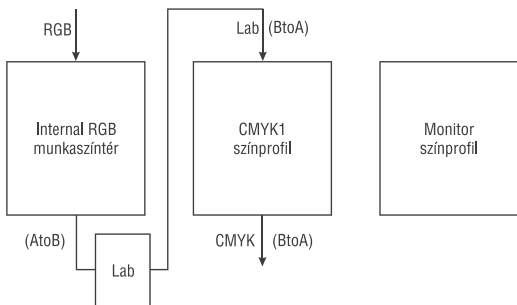 RGB
Lab (BtoA)
Internal RGB
munkaszíntér
CMYK1
színprofil
Monitor
színprofil
(AtoB)
Lab
CMYK (BtoA)